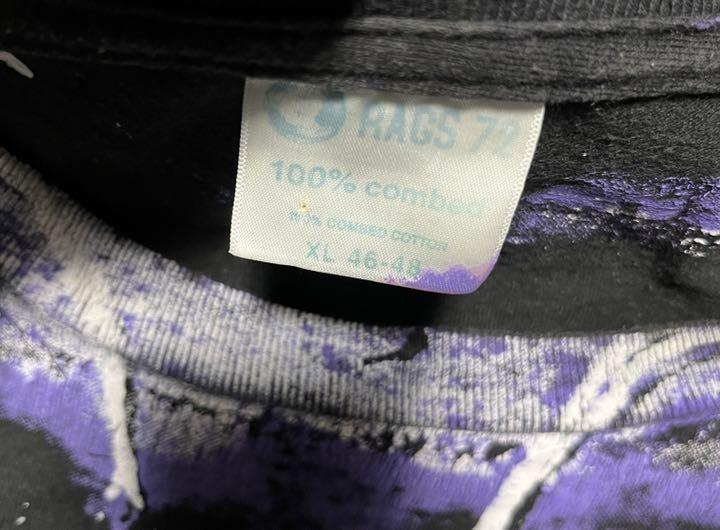 RAGS 72
100% combed
100% COMBED COTTON
XL 46-48